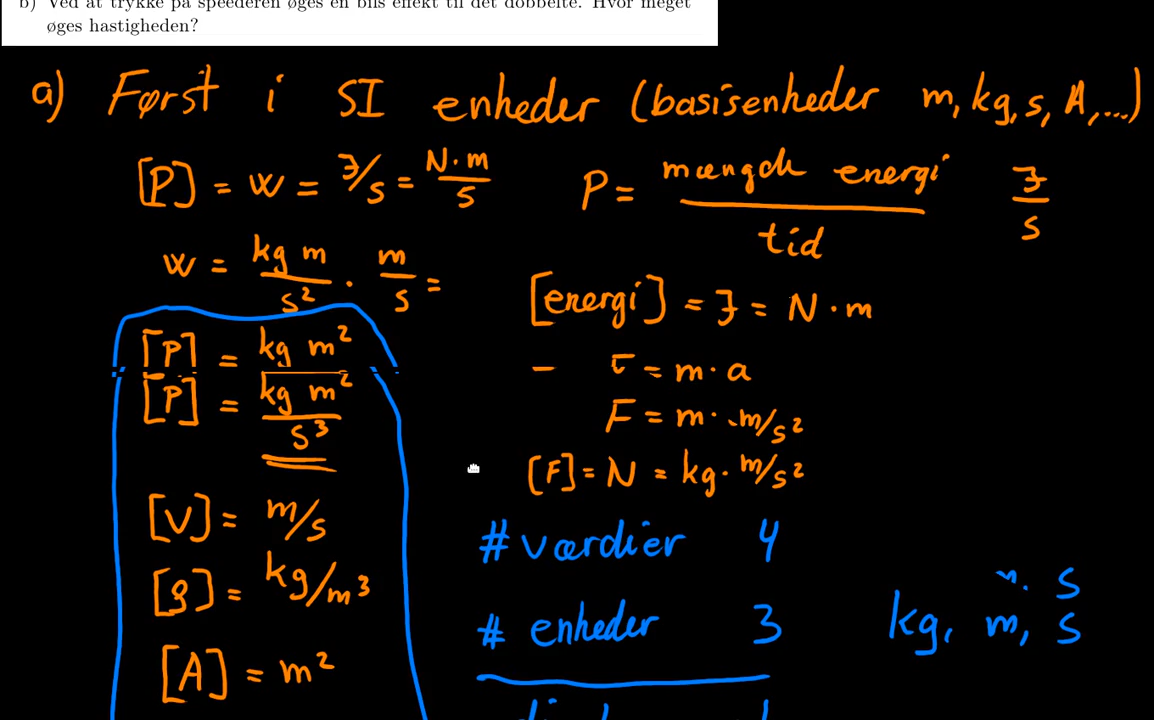 b) Ved at trykke på speederen øges en bils effekt til det dobbelte. Hvor meget
øges hastigheden?
a) Først i SI enheder (basisenheder m, kg, s, A, ...)
[P] = W = J/s = N·m/s
P = mængde energi / tid
J/s
W = kg m/s² · m/s =
[energi] = J = N·m
[P] = kg m²
[P] = kg m²/s³
- F = m·a
F = m· m/s²
[F] = N = kg· m/s²
[V] = m/s
[ρ] = kg/m³
[A] = m²
# værdier 4
# enheder 3
kg, m, s